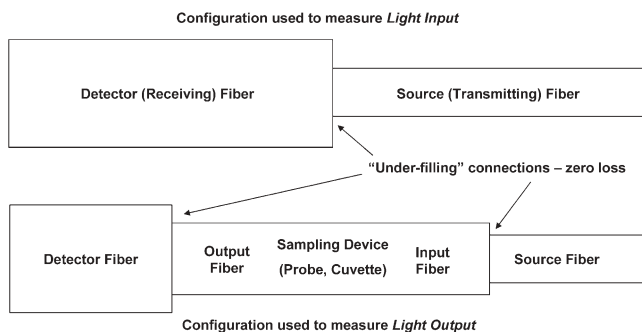 Configuration used to measure Light Input
Detector (Receiving) Fiber
Source (Transmitting) Fiber
“Under-filling” connections – zero loss
Detector Fiber
Output
Fiber
Sampling Device
(Probe, Cuvette)
Input
Fiber
Source Fiber
Configuration used to measure Light Output